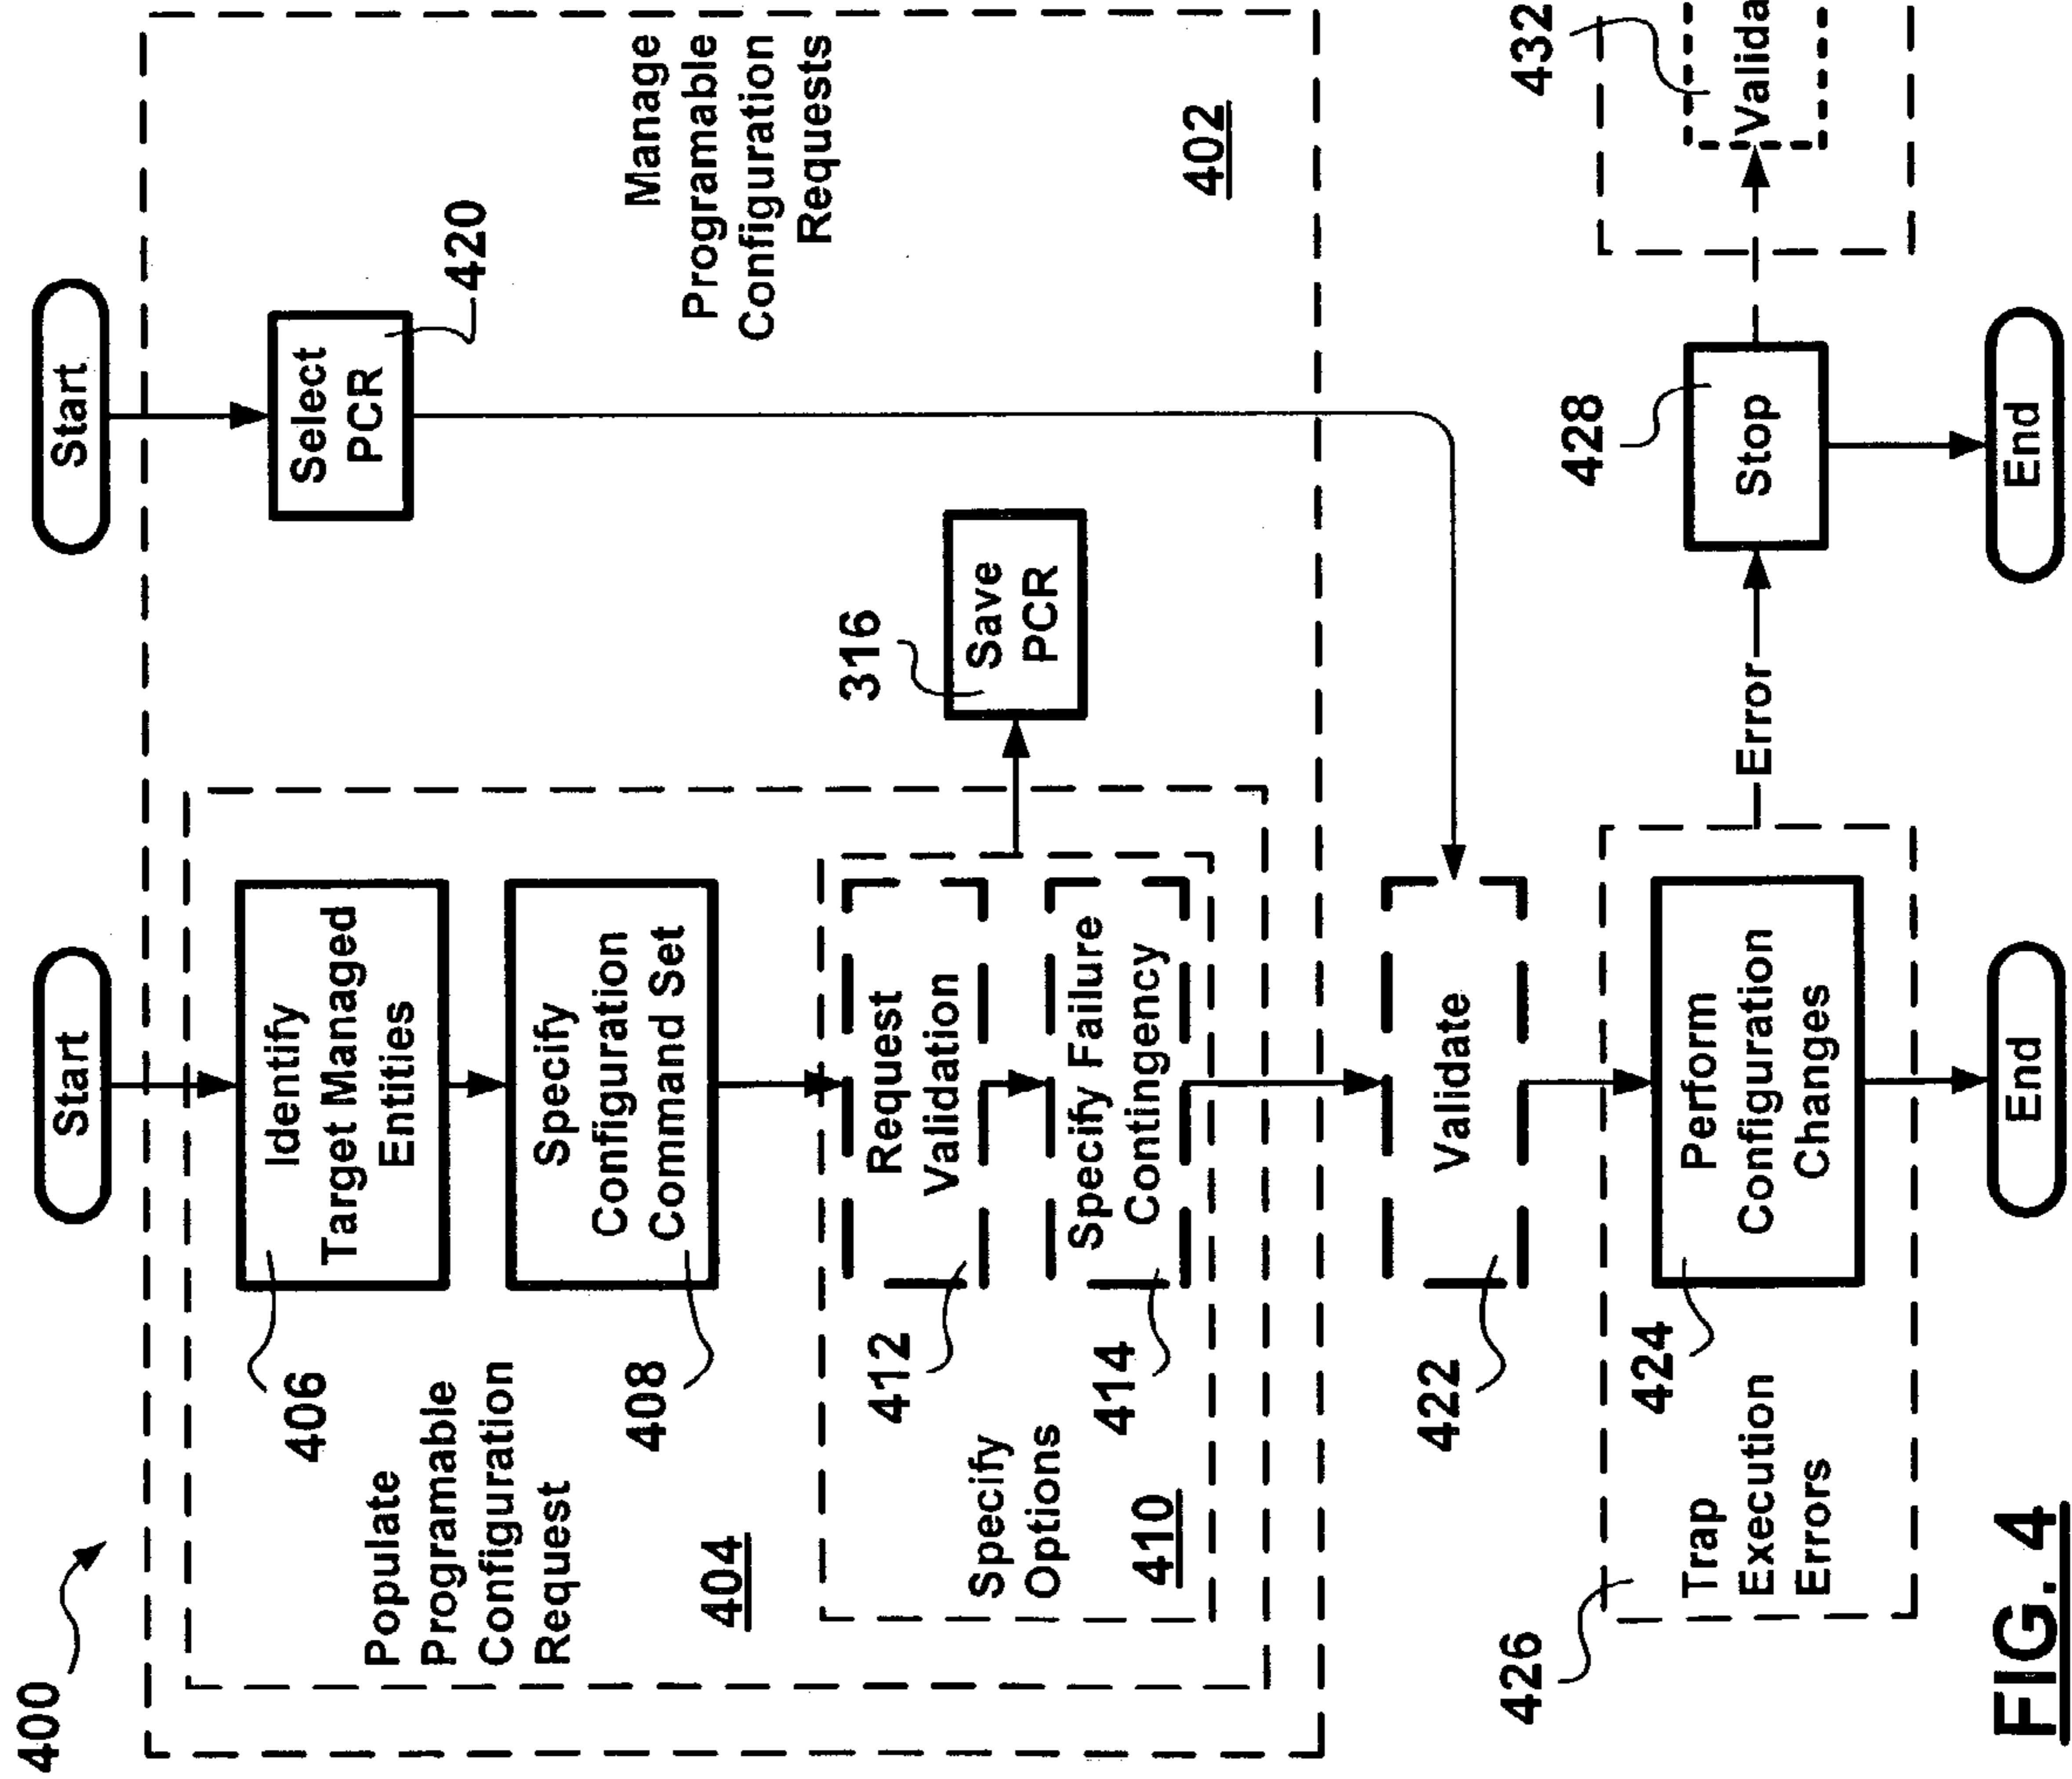 400
Start
Start
Manage
Programable
Configuration
Requests
402
Select
PCR
420
Populate
Programable
Configuration
Request
404
Identify
Target Managed
Entities
406
Specify
Configuration
Command Set
408
Specify
Options
410
Request
Validation
412
Specify Failure
Contingency
414
Save
PCR
316
Validate
422
Perform
Configuration
Changes
424
Trap
Execution
Errors
426
Error
Stop
428
Valida
432
End
End
FIG. 4